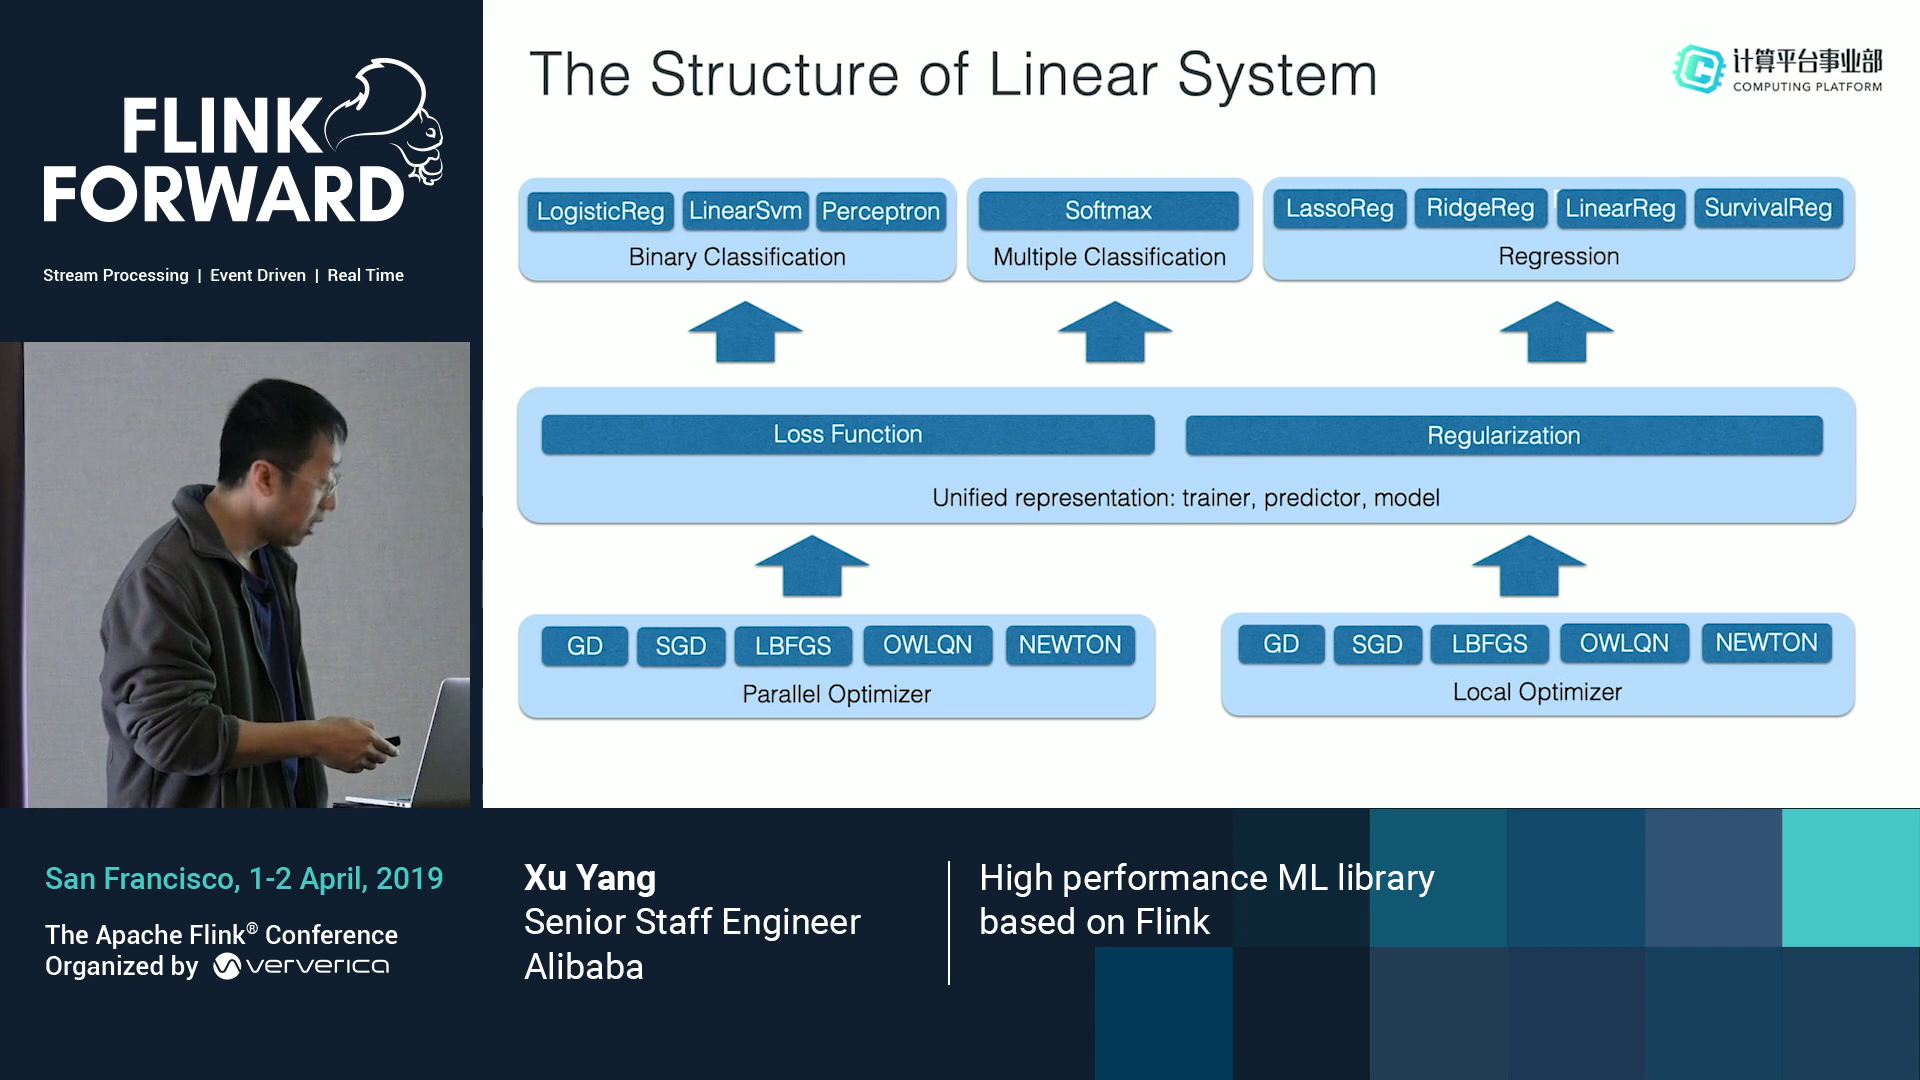 FLINK
FORWARD
Stream Processing | Event Driven | Real Time
The Structure of Linear System
计算平台事业部
COMPUTING PLATFORM
LogisticReg LinearSvm Perceptron
Binary Classification
Softmax
Multiple Classification
LassoReg RidgeReg LinearReg SurvivalReg
Regression
Loss Function
Regularization
Unified representation: trainer, predictor, model
GD SGD LBFGS OWLQN NEWTON
Parallel Optimizer
GD SGD LBFGS OWLQN NEWTON
Local Optimizer
San Francisco, 1-2 April, 2019
The Apache Flink® Conference
Organized by ververica
Xu Yang
Senior Staff Engineer
Alibaba
High performance ML library
based on Flink